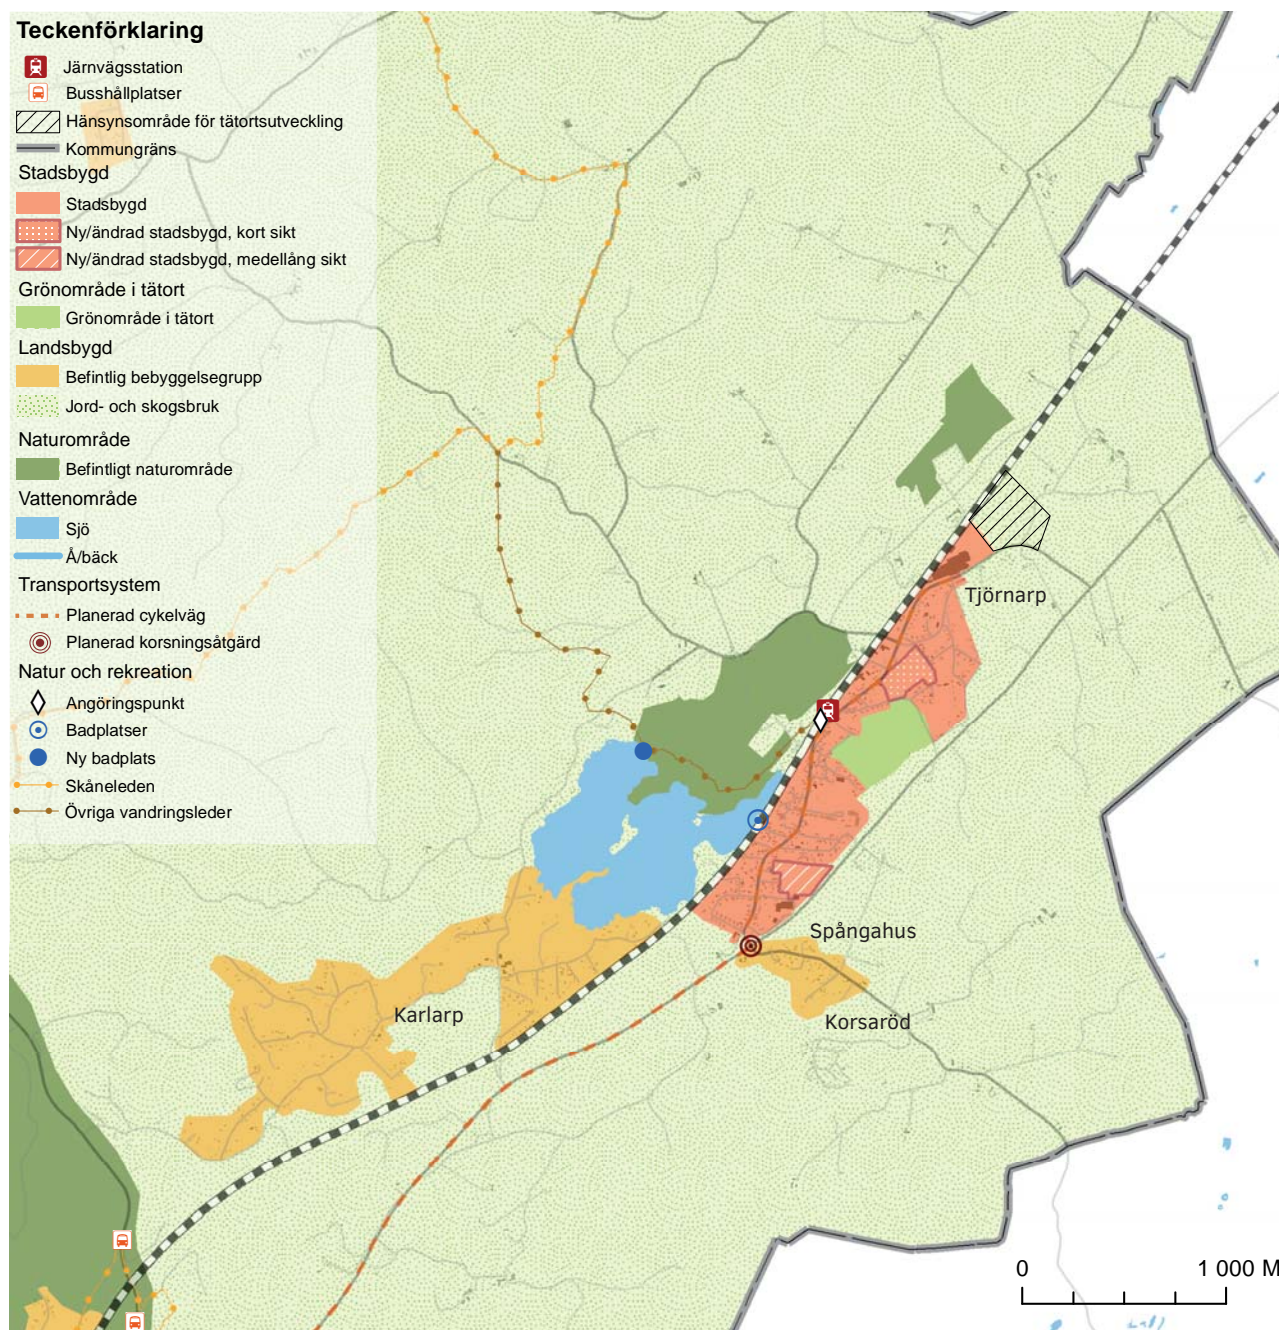 Teckenförklaring
Järnvägsstation
Busshållplatser
Hänsynsområde för tätortsutveckling
Kommungräns
Stadsbygd
Stadsbygd
Ny/ändrad stadsbygd, kort sikt
Ny/ändrad stadsbygd, medellång sikt
Grönområde i tätort
Grönområde i tätort
Landsbygd
Befintlig bebyggelsegrupp
Jord- och skogsbruk
Naturområde
Befintligt naturområde
Vattenområde
Sjö
Å/bäck
Transportsystem
Planerad cykelväg
Planerad korsningsåtgärd
Natur och rekreation
Angöringspunkt
Badplatser
Ny badplats
Skåneleden
Övriga vandringsleder
Tjörnarp
Spångahus
Karlarp
Korsaröd
0 1 000 M